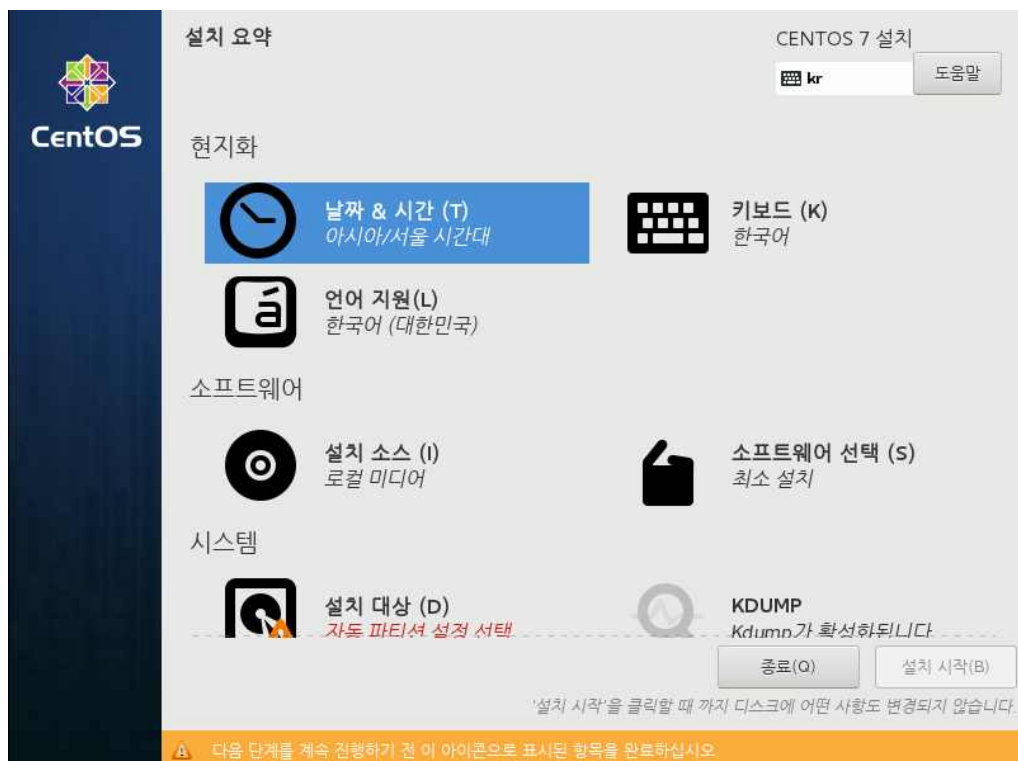 설치 요약
CENTOS 7 설치
kr
도움말
CentOS
현지화
날짜 & 시간 (T)
아시아/서울 시간대
키보드 (K)
한국어
언어 지원(L)
한국어 (대한민국)
소프트웨어
설치 소스 (I)
로컬 미디어
소프트웨어 선택 (S)
최소 설치
시스템
설치 대상 (D)
자동 파티션 설정 선택
KDUMP
Kdump가 활성화됩니다
종료(Q)
설치 시작(B)
'설치 시작'을 클릭할 때 까지 디스크에 어떤 사항도 변경되지 않습니다.
다음 단계를 계속 진행하기 전 이 아이콘으로 표시된 항목을 완료하십시오.